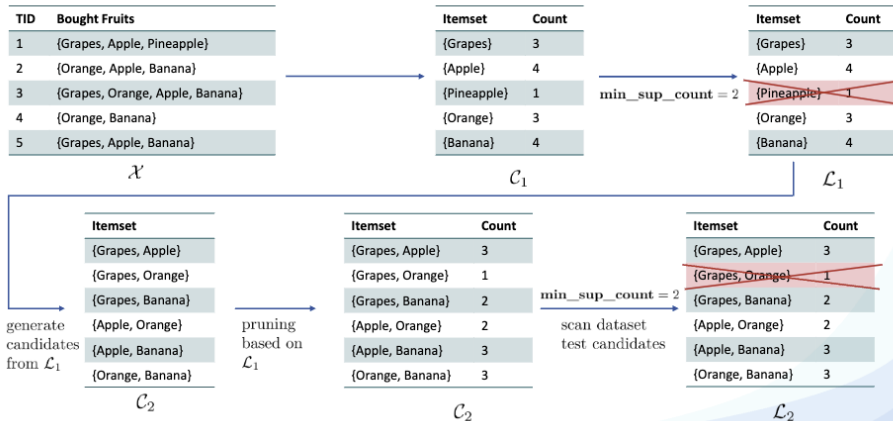 TID Bought Fruits
1 {Grapes, Apple, Pineapple}
2 {Orange, Apple, Banana}
3 {Grapes, Orange, Apple, Banana}
4 {Orange, Banana}
5 {Grapes, Apple, Banana}
𝒳
Itemset Count
{Grapes} 3
{Apple} 4
{Pineapple} 1
{Orange} 3
{Banana} 4
𝒞₁
min_sup_count = 2
Itemset Count
{Grapes} 3
{Apple} 4
{Pineapple} 1
{Orange} 3
{Banana} 4
ℒ₁
generate
candidates
from ℒ₁
Itemset
{Grapes, Apple}
{Grapes, Orange}
{Grapes, Banana}
{Apple, Orange}
{Apple, Banana}
{Orange, Banana}
𝒞₂
pruning
based on
ℒ₁
Itemset Count
{Grapes, Apple} 3
{Grapes, Orange} 1
{Grapes, Banana} 2
{Apple, Orange} 2
{Apple, Banana} 3
{Orange, Banana} 3
𝒞₂
min_sup_count = 2
scan dataset
test candidates
Itemset Count
{Grapes, Apple} 3
{Grapes, Orange} 1
{Grapes, Banana} 2
{Apple, Orange} 2
{Apple, Banana} 3
{Orange, Banana} 3
ℒ₂